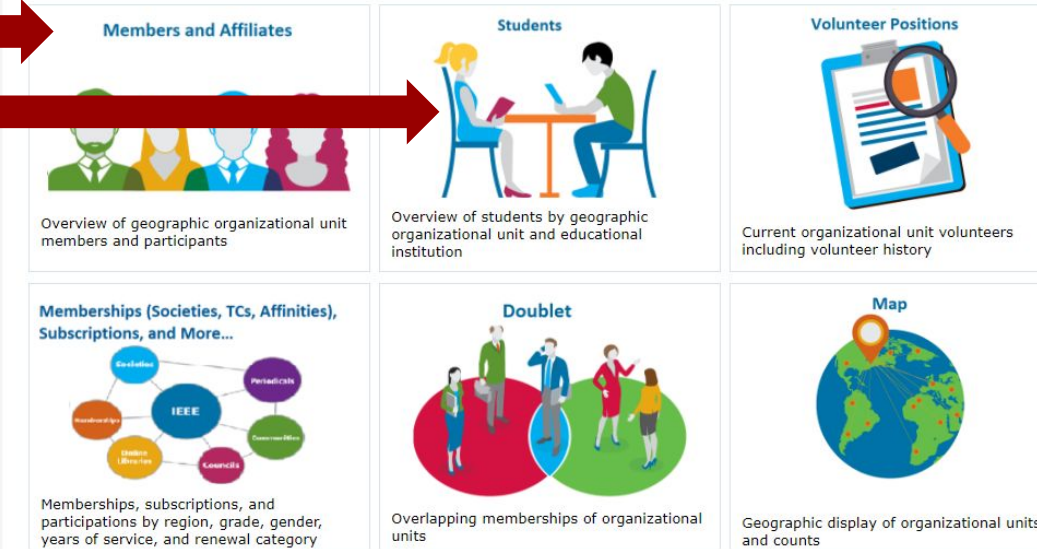 Members and Affiliates
Overview of geographic organizational unit
members and participants
Students
Overview of students by geographic
organizational unit and educational
institution
Volunteer Positions
Current organizational unit volunteers
including volunteer history
Memberships (Societies, TCs, Affinities),
Subscriptions, and More...
Societies
Periodicals
IEEE
Memberships
Communities
Online
Libraries
Councils
Memberships, subscriptions, and
participations by region, grade, gender,
years of service, and renewal category
Doublet
Overlapping memberships of organizational
units
Map
Geographic display of organizational units
and counts